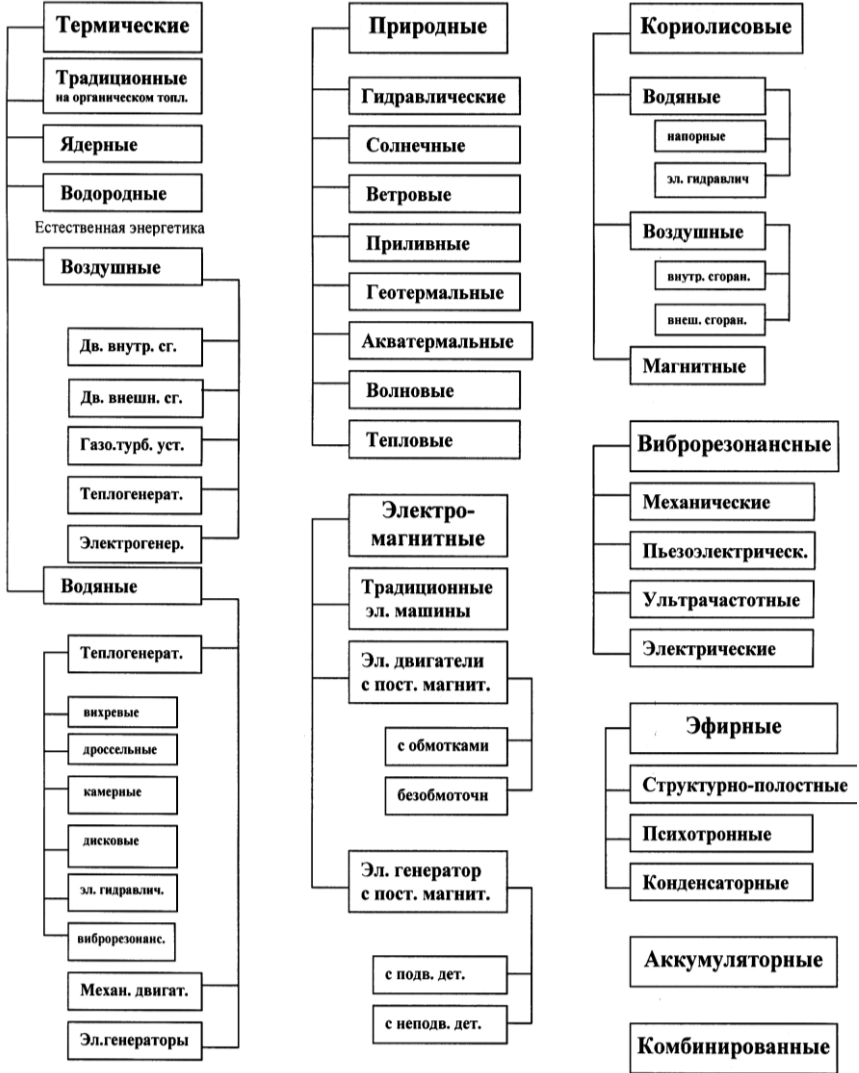 Термические
Традиционные
на органическом топл.
Ядерные
Водородные
Естественная энергетика
Воздушные
Дв. внутр. сг.
Дв. внешн. сг.
Газо.турб. уст.
Теплогенерат.
Электрогенер.
Водяные
Теплогенерат.
вихревые
дроссельные
камерные
дисковые
эл. гидравлич.
виброрезонанс.
Механ. двигат.
Эл.генераторы
Природные
Гидравлические
Солнечные
Ветровые
Приливные
Геотермальные
Акватермальные
Волновые
Тепловые
Электро-
магнитные
Традиционные
эл. машины
Эл. двигатели
с пост. магнит.
с обмотками
безобмоточн
Эл. генератор
с пост. магнит.
с подв. дет.
с неподв. дет.
Кориолисовые
Водяные
напорные
эл. гидравлич
Воздушные
внутр. сгоран.
внеш. сгоран.
Магнитные
Виброрезонансные
Механические
Пьезоэлектрическ.
Ультрачастотные
Электрические
Эфирные
Структурно-полостные
Психотронные
Конденсаторные
Аккумуляторные
Комбинированные